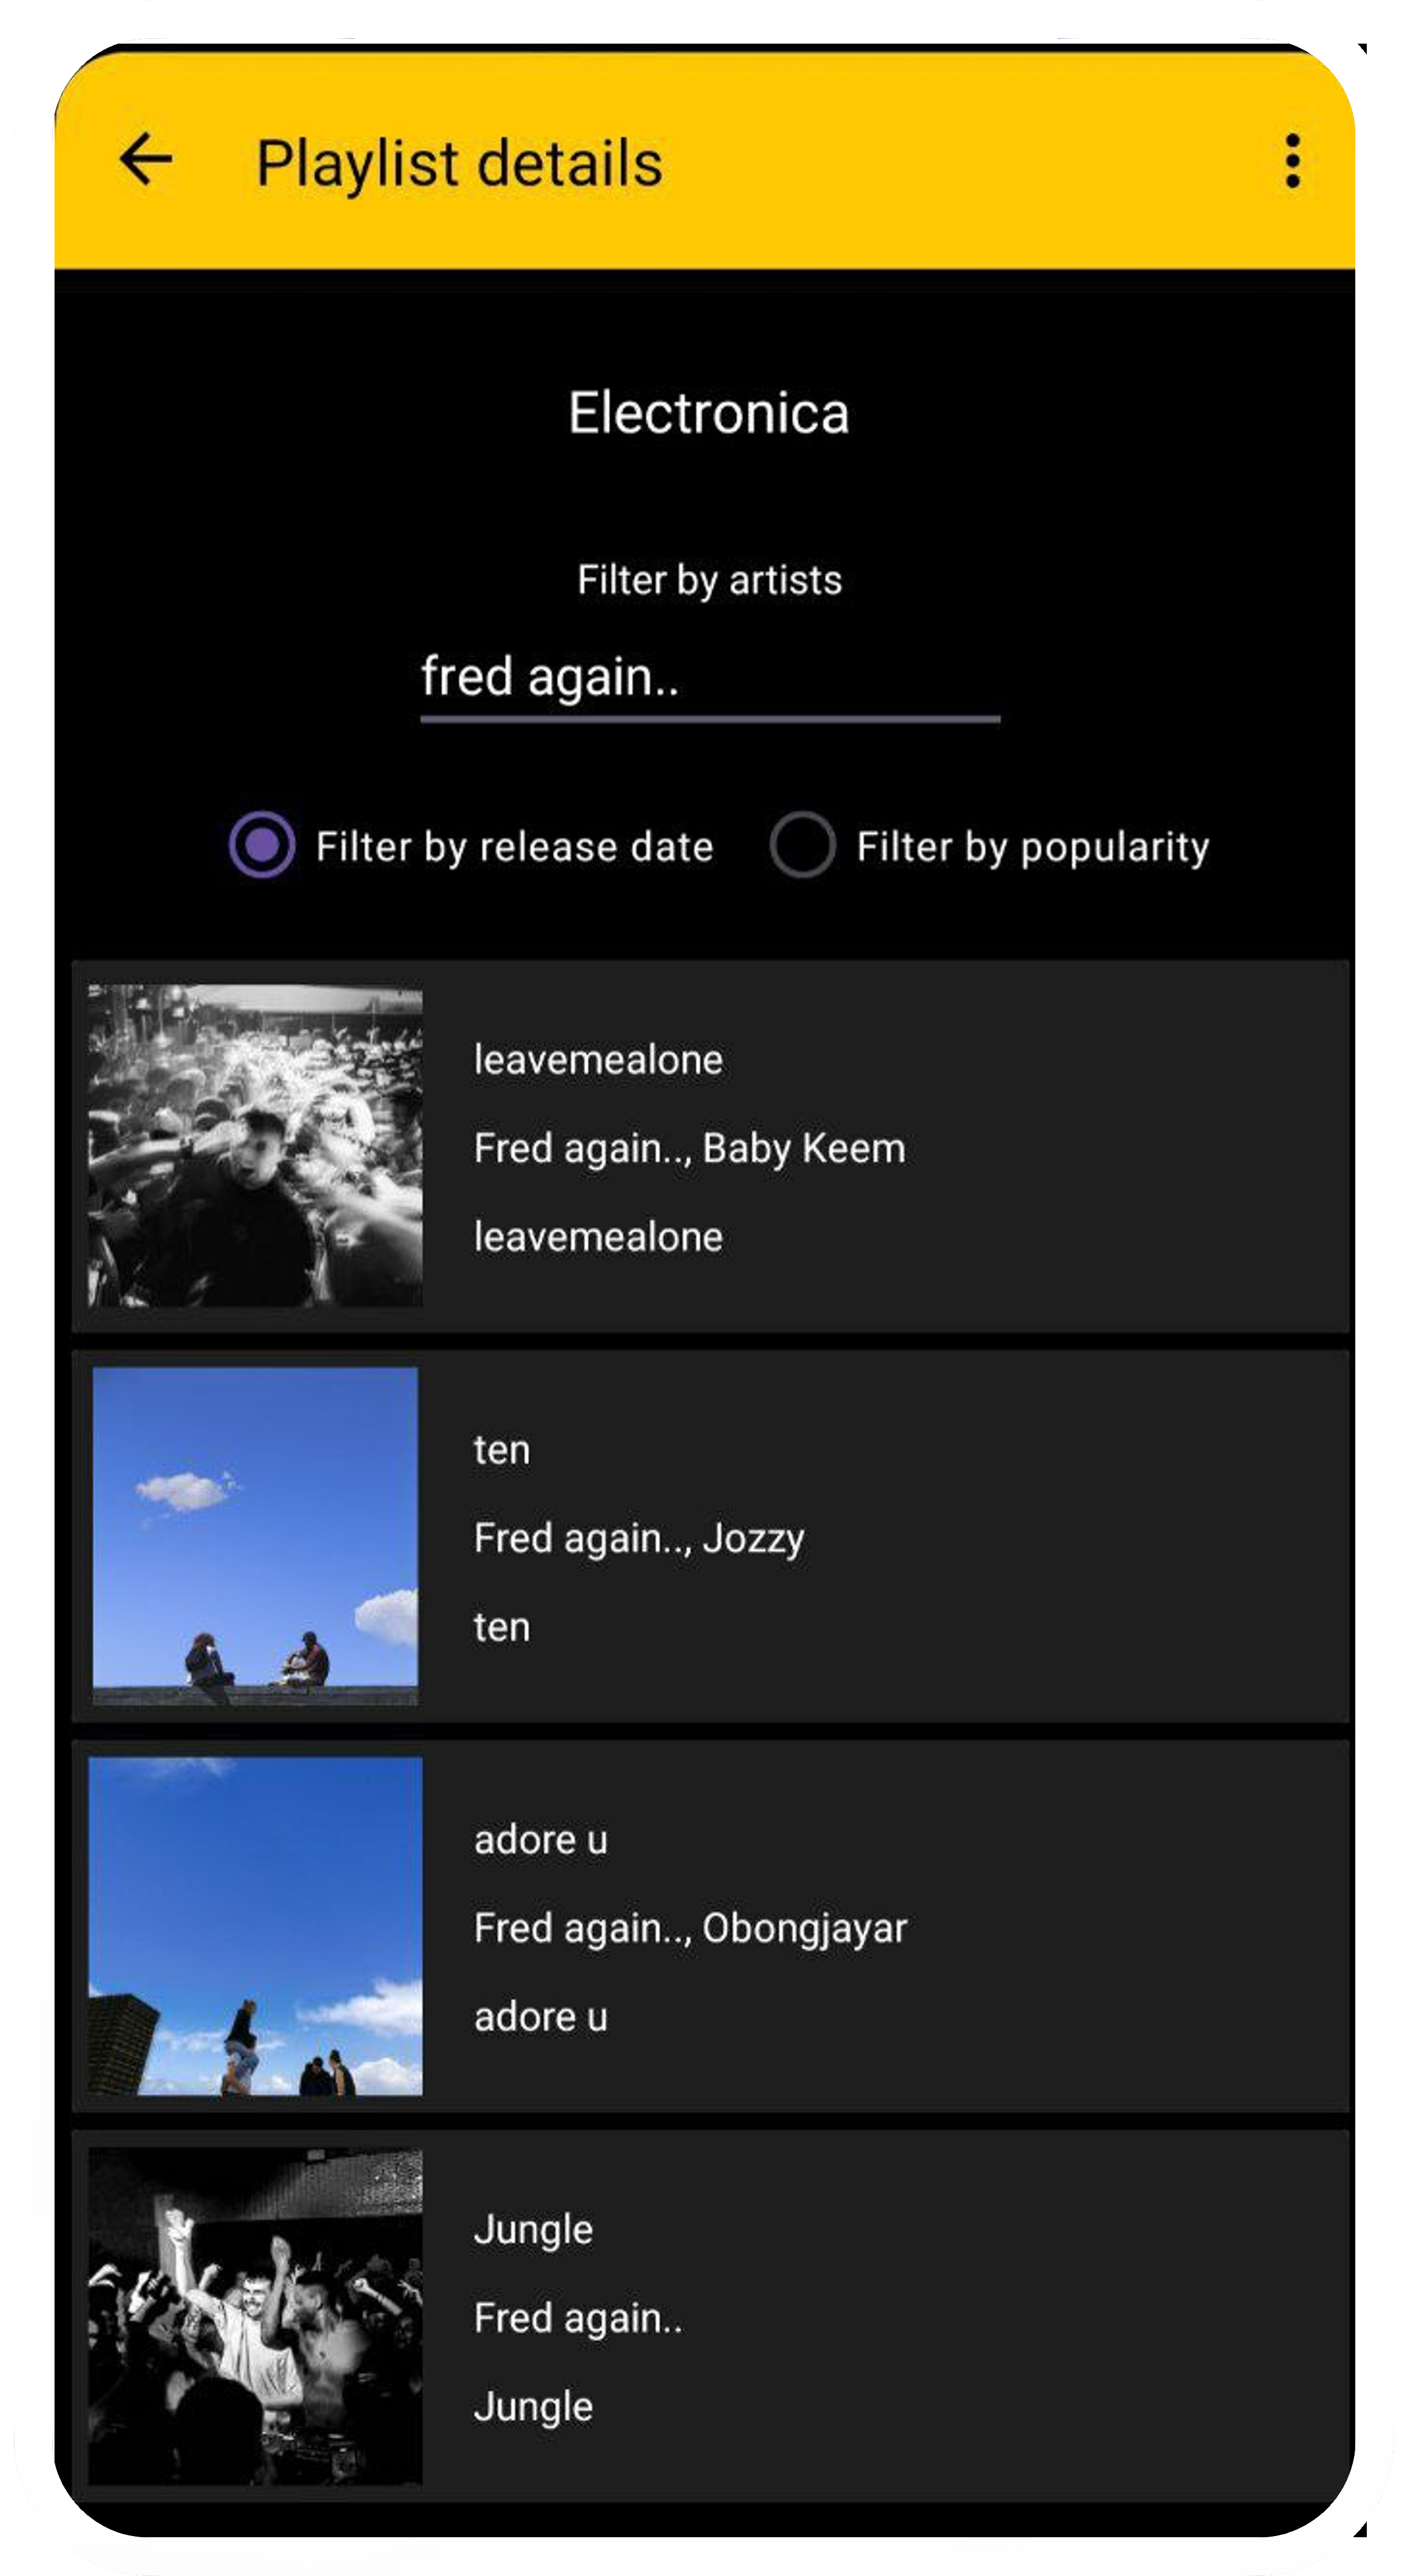 Playlist details
Electronica
Filter by artists
fred again..
Filter by release date
Filter by popularity
leavemealone
Fred again.., Baby Keem
leavemealone
ten
Fred again.., Jozzy
ten
adore u
Fred again.., Obongjayar
adore u
Jungle
Fred again..
Jungle